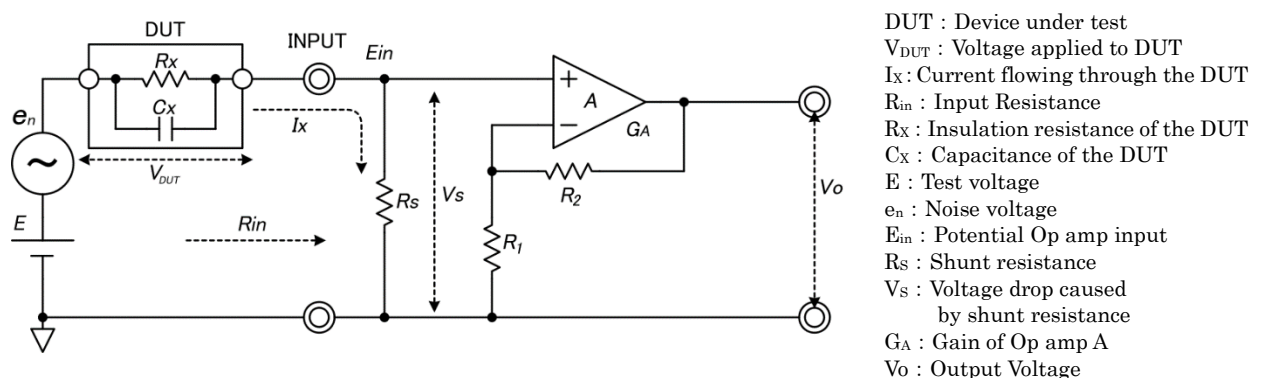 DUT
INPUT
Ein
Rx
Cx
Ix
en
VDUT
E
Rin
Rs
Vs
A
GA
R2
R1
Vo
DUT : Device under test
VDUT : Voltage applied to DUT
IX : Current flowing through the DUT
Rin : Input Resistance
RX : Insulation resistance of the DUT
CX : Capacitance of the DUT
E : Test voltage
en : Noise voltage
Ein : Potential Op amp input
RS : Shunt resistance
VS : Voltage drop caused
by shunt resistance
GA : Gain of Op amp A
Vo : Output Voltage